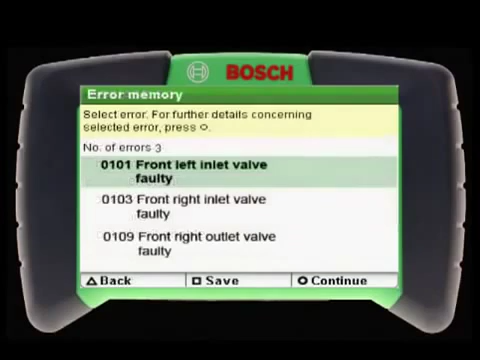 BOSCH
Error memory
Select error. For further details concerning
selected error, press O.
No. of errors 3
0101 Front left inlet valve
faulty
0103 Front right inlet valve
faulty
0109 Front right outlet valve
faulty
Back Save Continue